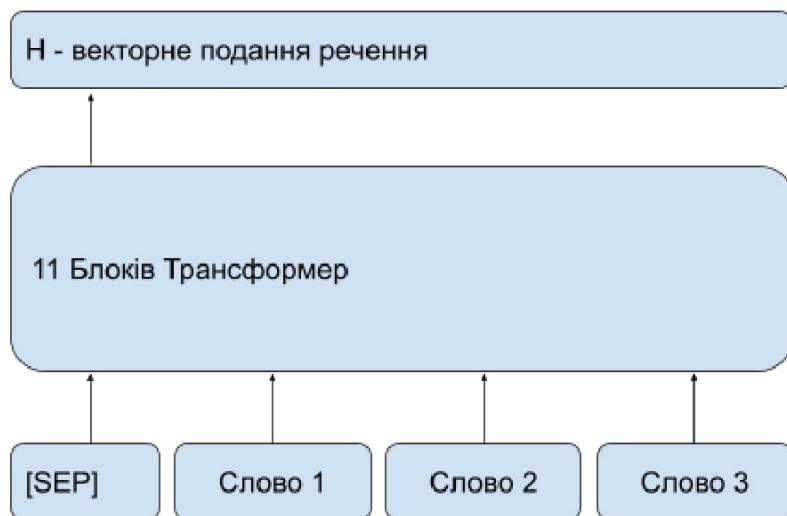 Н - векторне подання речення
11 Блоків Трансформер
[SEP]
Слово 1
Слово 2
Слово 3